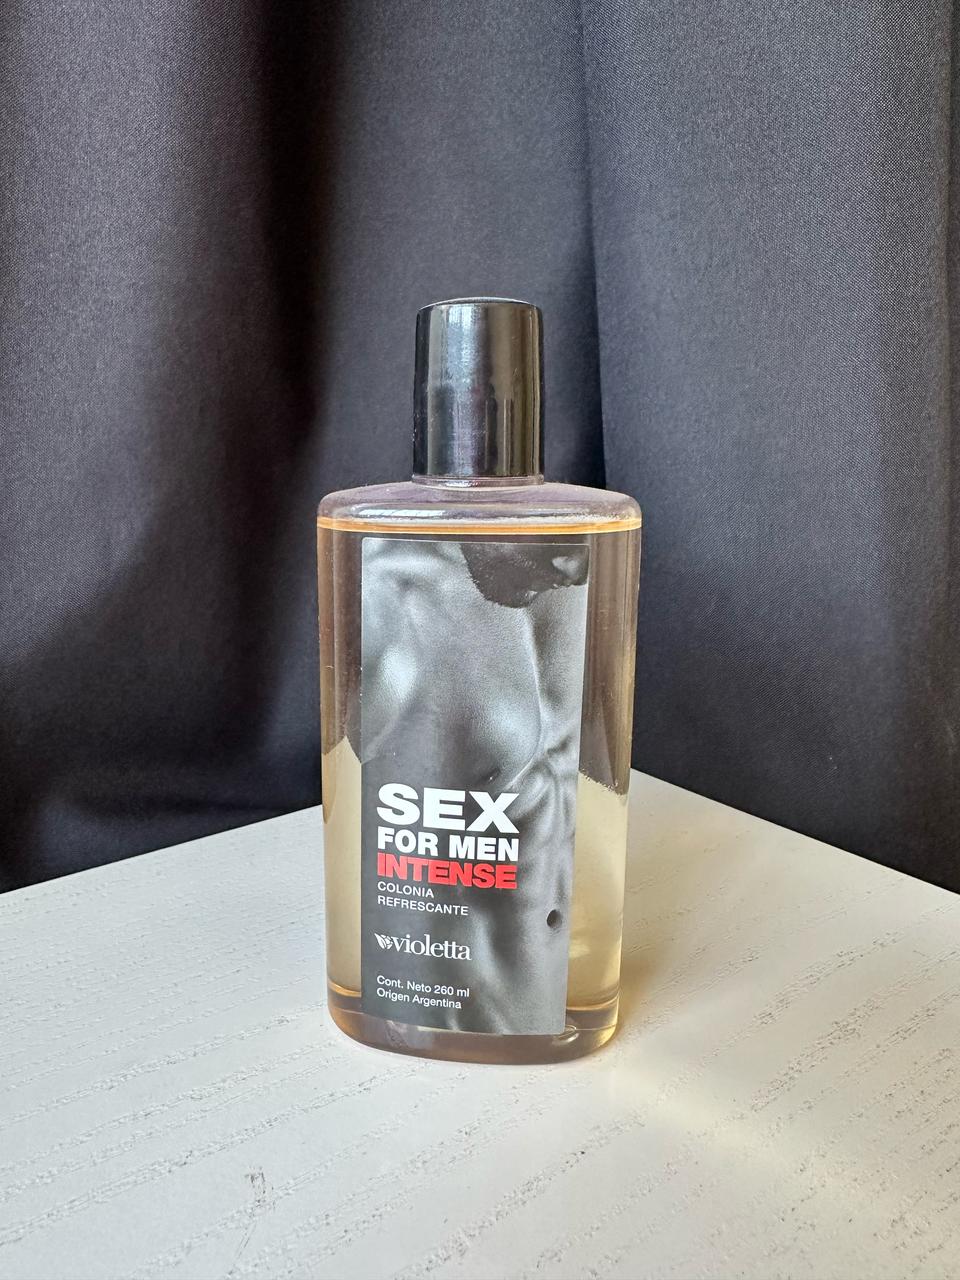 SEX
FOR MEN
INTENSE
COLONIA
REFRESCANTE
violetta
Cont. Neto 260 ml
Origen Argentina